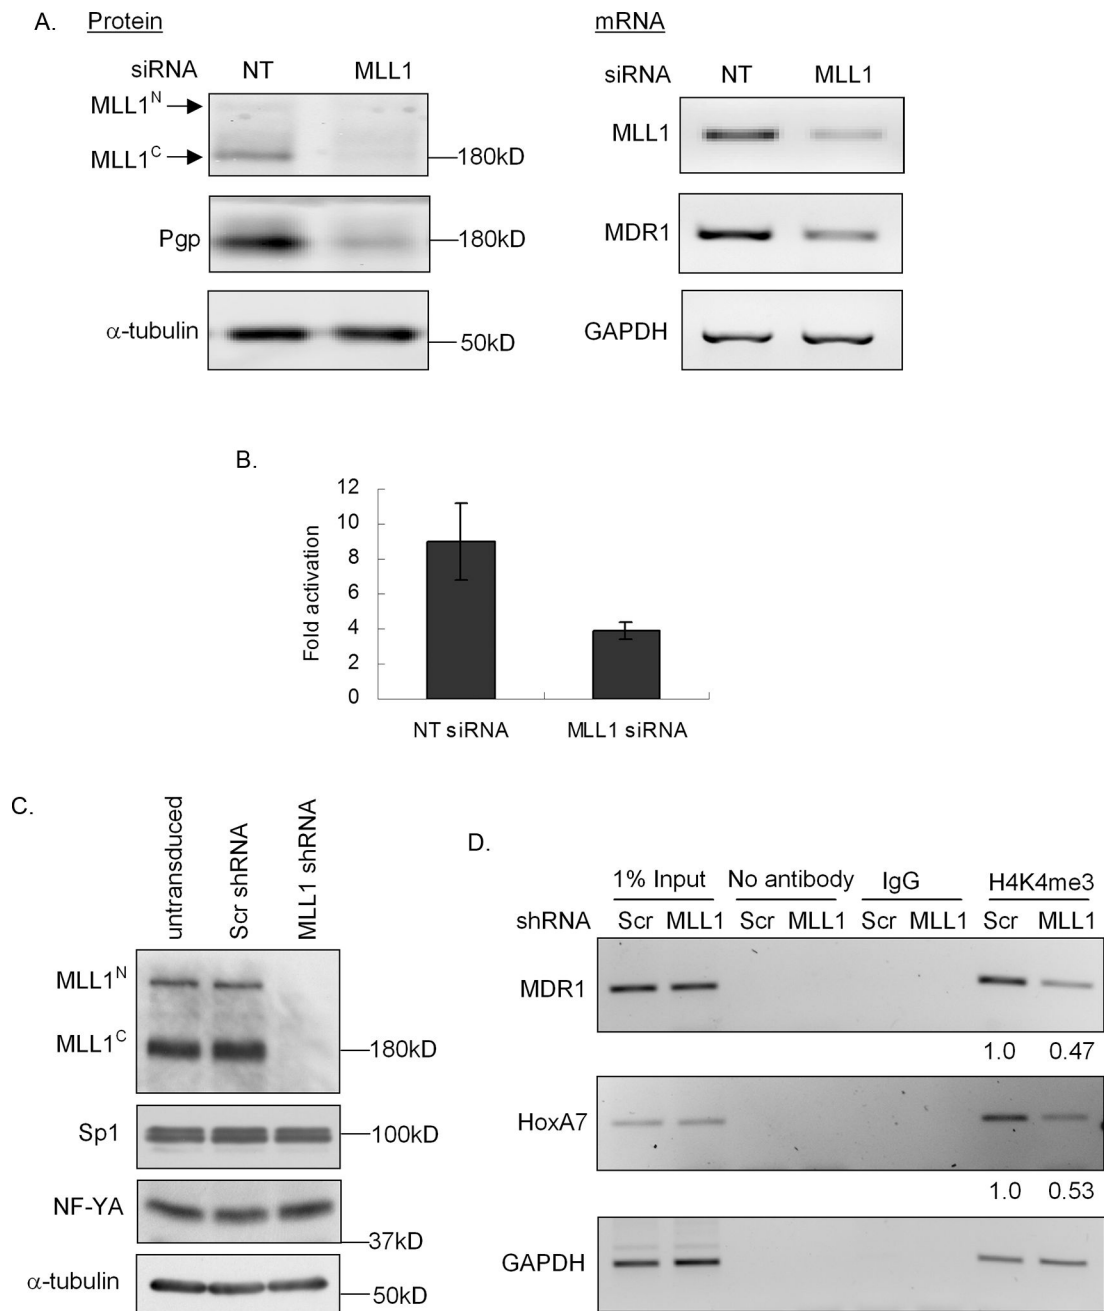 A. Protein
siRNA NT MLL1
MLL1N
MLL1C 180kD
Pgp 180kD
α-tubulin 50kD
mRNA
siRNA NT MLL1
MLL1
MDR1
GAPDH
B.
Fold activation
12
10
8
6
4
2
0
NT siRNA MLL1 siRNA
C.
untransduced
Scr shRNA
MLL1 shRNA
MLL1N
MLL1C 180kD
Sp1 100kD
NF-YA 37kD
α-tubulin 50kD
D.
1% Input No antibody IgG H4K4me3
shRNA Scr MLL1 Scr MLL1 Scr MLL1 Scr MLL1
MDR1
1.0 0.47
HoxA7
1.0 0.53
GAPDH